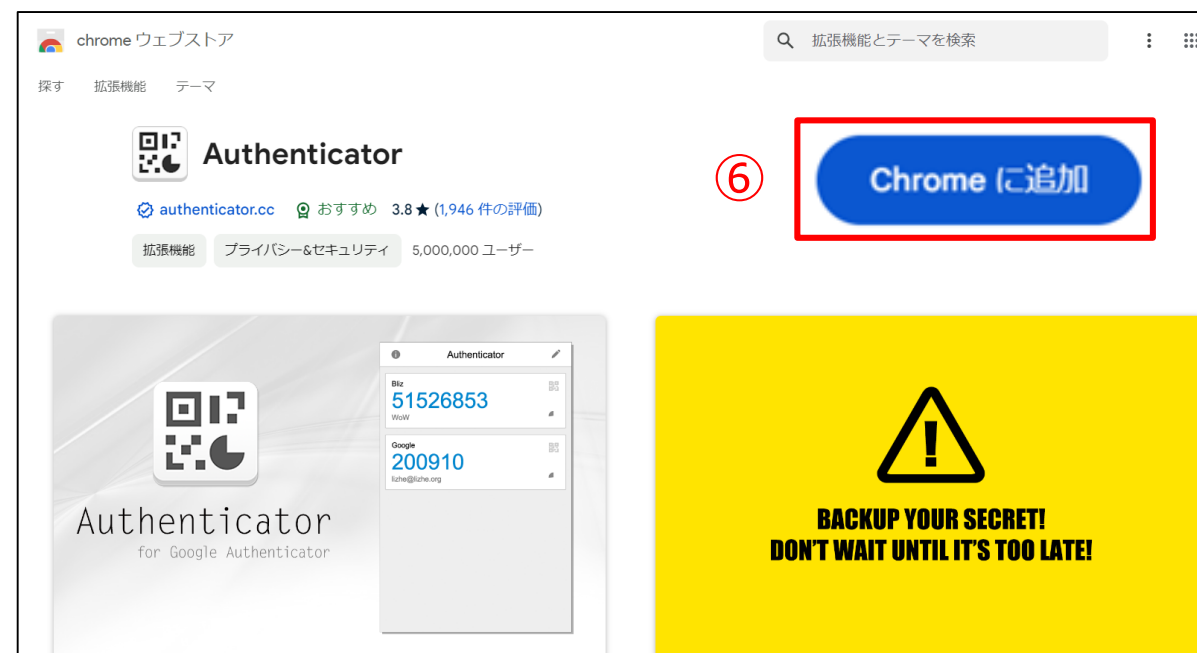 chrome ウェブストア
拡張機能とテーマを検索
探す 拡張機能 テーマ
Authenticator
⑥
Chrome に追加
authenticator.cc おすすめ 3.8★ (1,946 件の評価)
拡張機能 プライバシー&セキュリティ 5,000,000 ユーザー
Authenticator
for Google Authenticator
Authenticator
Bliz
51526853
WoW
Google
200910
lizhe@lizhe.org
BACKUP YOUR SECRET!
DON'T WAIT UNTIL IT'S TOO LATE!